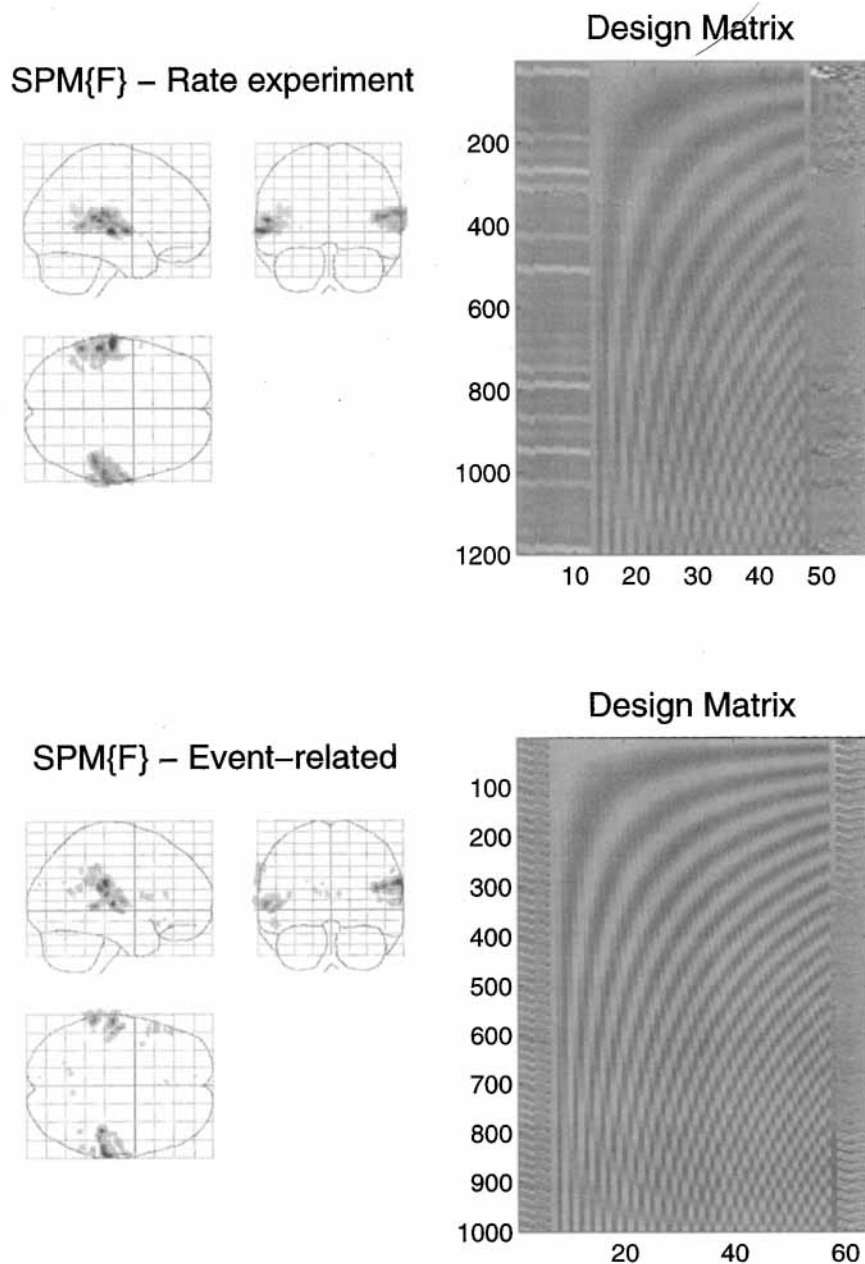 Design Matrix
SPM{F} – Rate experiment
200
400
600
800
1000
1200
10 20 30 40 50
Design Matrix
SPM{F} – Event–related
100
200
300
400
500
600
700
800
900
1000
20 40 60